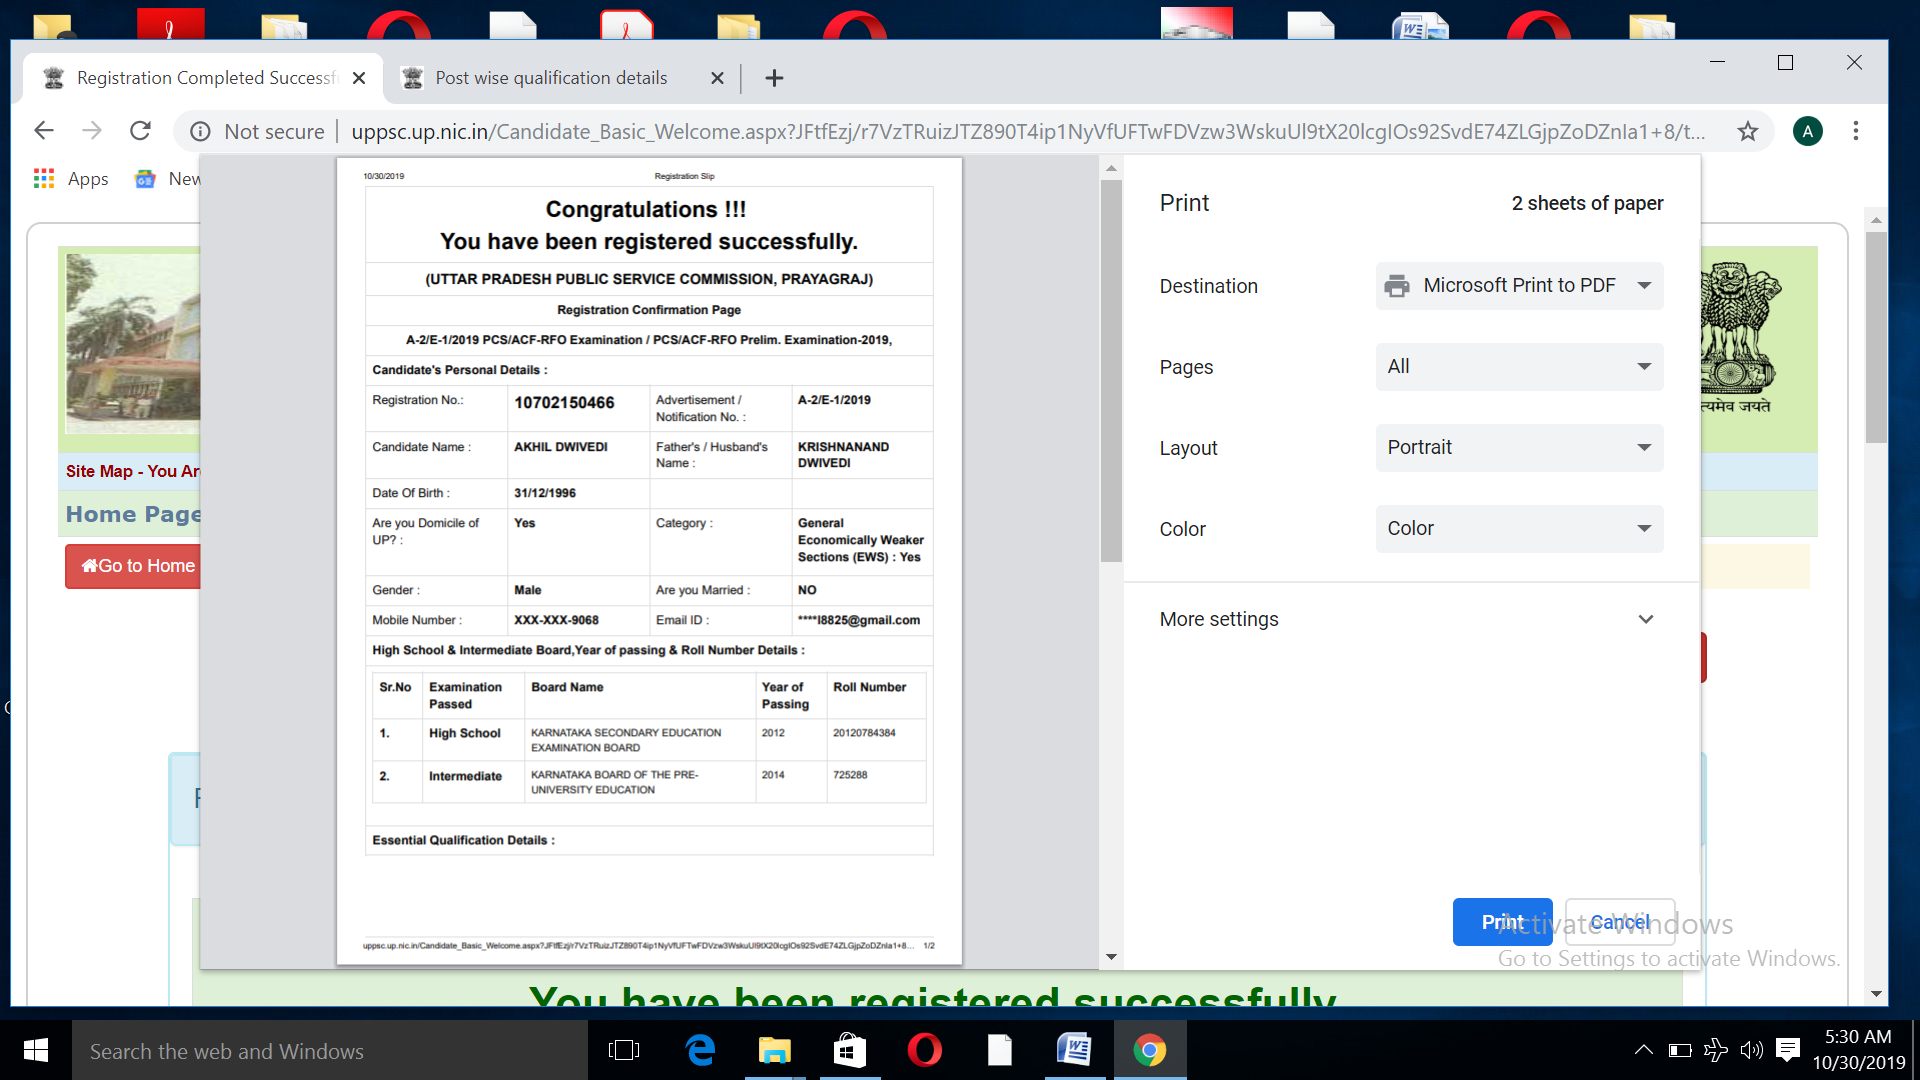 Registration Completed Successf
Post wise qualification details
Not secure
uppsc.up.nic.in/Candidate_Basic_Welcome.aspx?JFtfEzj/r7VzTRuizJTZ890T4ip1NyVfUFTwFDVzw3WskuUl9tX20lcgIOs92SvdE74ZLGjpZoDZnIa1+8/t...
A
Apps
New
Site Map - You Ar
Home Page
Go to Home
10/30/2019
Registration Slip
Congratulations !!!
You have been registered successfully.
(UTTAR PRADESH PUBLIC SERVICE COMMISSION, PRAYAGRAJ)
Registration Confirmation Page
A-2/E-1/2019 PCS/ACF-RFO Examination / PCS/ACF-RFO Prelim. Examination-2019,
Candidate's Personal Details :
Registration No.: 10702150466 Advertisement / Notification No. : A-2/E-1/2019
Candidate Name : AKHIL DWIVEDI Father's / Husband's Name : KRISHNANAND DWIVEDI
Date Of Birth : 31/12/1996
Are you Domicile of UP? : Yes Category : General Economically Weaker Sections (EWS) : Yes
Gender : Male Are you Married : NO
Mobile Number : XXX-XXX-9068 Email ID : ****l8825@gmail.com
High School & Intermediate Board,Year of passing & Roll Number Details :
Sr.No Examination Passed Board Name Year of Passing Roll Number
1. High School KARNATAKA SECONDARY EDUCATION EXAMINATION BOARD 2012 20120784384
2. Intermediate KARNATAKA BOARD OF THE PRE-UNIVERSITY EDUCATION 2014 725288
Essential Qualification Details :
1/2
Print
2 sheets of paper
Destination
Microsoft Print to PDF
Pages
All
Layout
Portrait
Color
Color
More settings
Print
Cancel
त्यमेव जयते
Activate Windows
Go to Settings to activate Windows.
You have been registered successfully
Search the web and Windows
5:30 AM
10/30/2019